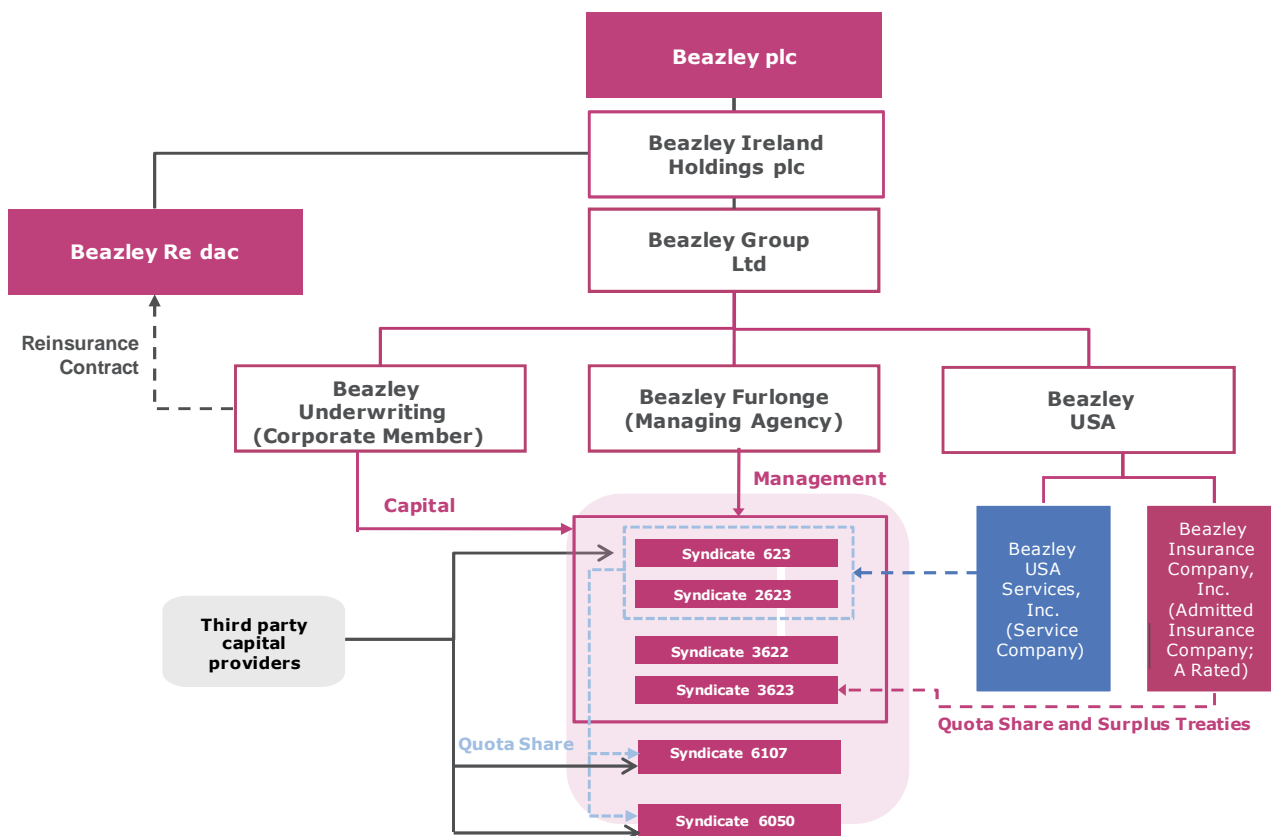 Beazley plc
Beazley Ireland
Holdings plc
Beazley Re dac
Beazley Group
Ltd
Reinsurance
Contract
Beazley
Underwriting
(Corporate Member)
Beazley Furlonge
(Managing Agency)
Beazley
USA
Management
Capital
Syndicate 623
Syndicate 2623
Syndicate 3622
Syndicate 3623
Third party
capital
providers
Beazley
USA
Services,
Inc.
(Service
Company)
Beazley
Insurance
Company,
Inc.
(Admitted
Insurance
Company;
A Rated)
Quota Share and Surplus Treaties
Quota Share
Syndicate 6107
Syndicate 6050